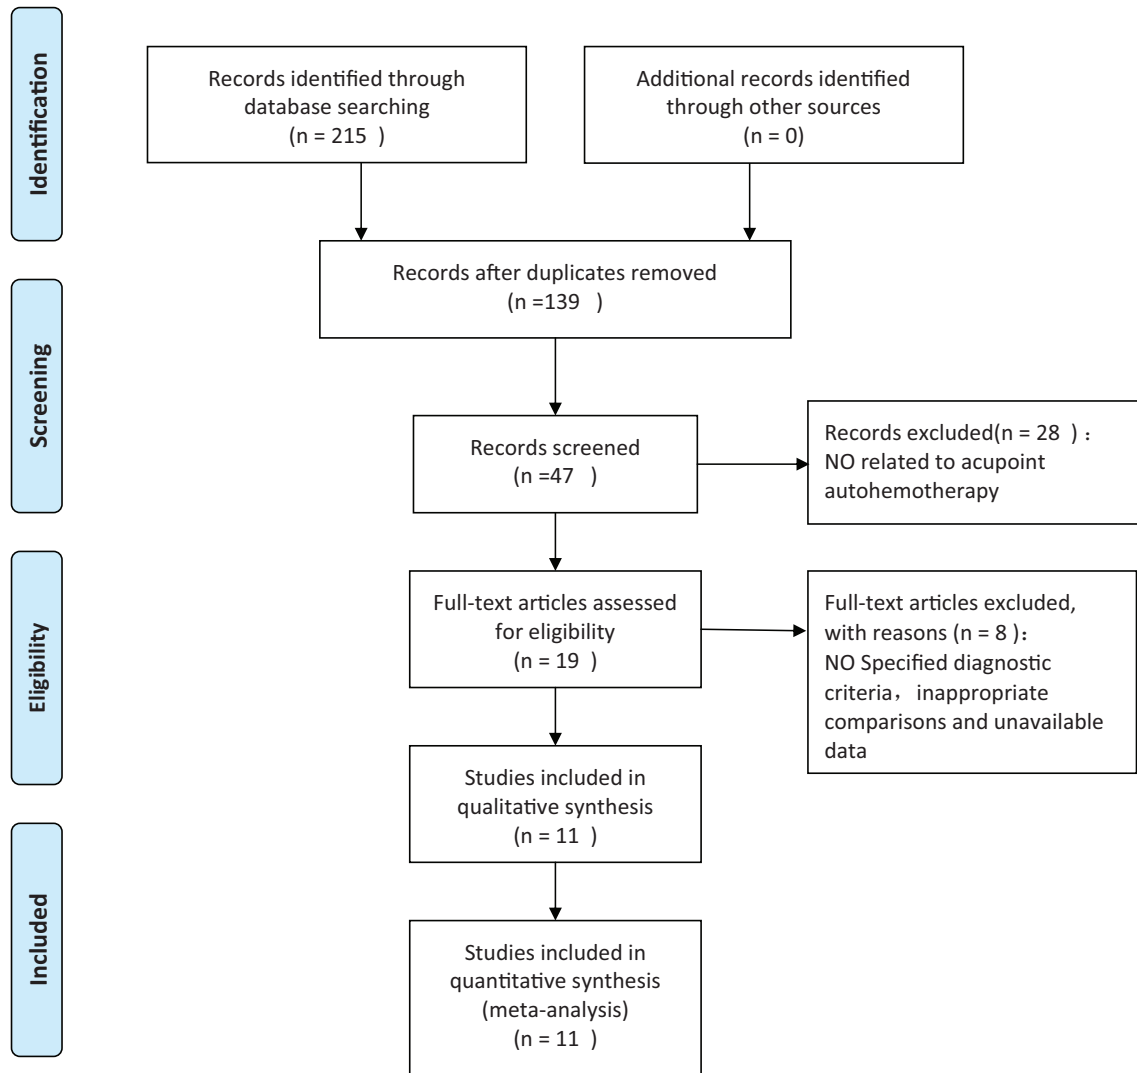 Identification
Records identified through
database searching
(n = 215 )
Additional records identified
through other sources
(n = 0)
Records after duplicates removed
(n =139 )
Screening
Records screened
(n =47 )
Records excluded(n = 28 )：
NO related to acupoint
autohemotherapy
Eligibility
Full-text articles assessed
for eligibility
(n = 19 )
Full-text articles excluded,
with reasons (n = 8 )：
NO Specified diagnostic
criteria， inappropriate
comparisons and unavailable
data
Studies included in
qualitative synthesis
(n = 11 )
Included
Studies included in
quantitative synthesis
(meta-analysis)
(n = 11 )